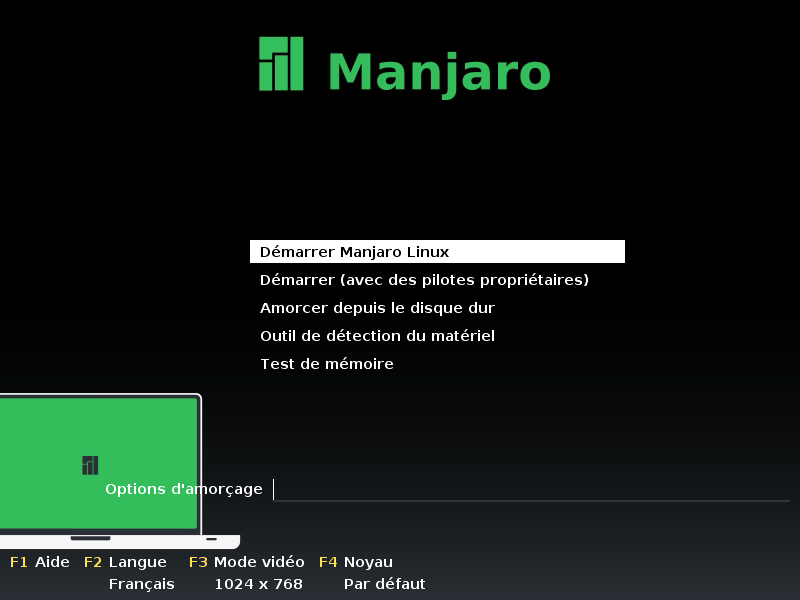 Manjaro
Démarrer Manjaro Linux
Démarrer (avec des pilotes propriétaires)
Amorcer depuis le disque dur
Outil de détection du matériel
Test de mémoire
Options d'amorçage
F1 Aide F2 Langue F3 Mode vidéo F4 Noyau
Français 1024 x 768 Par défaut